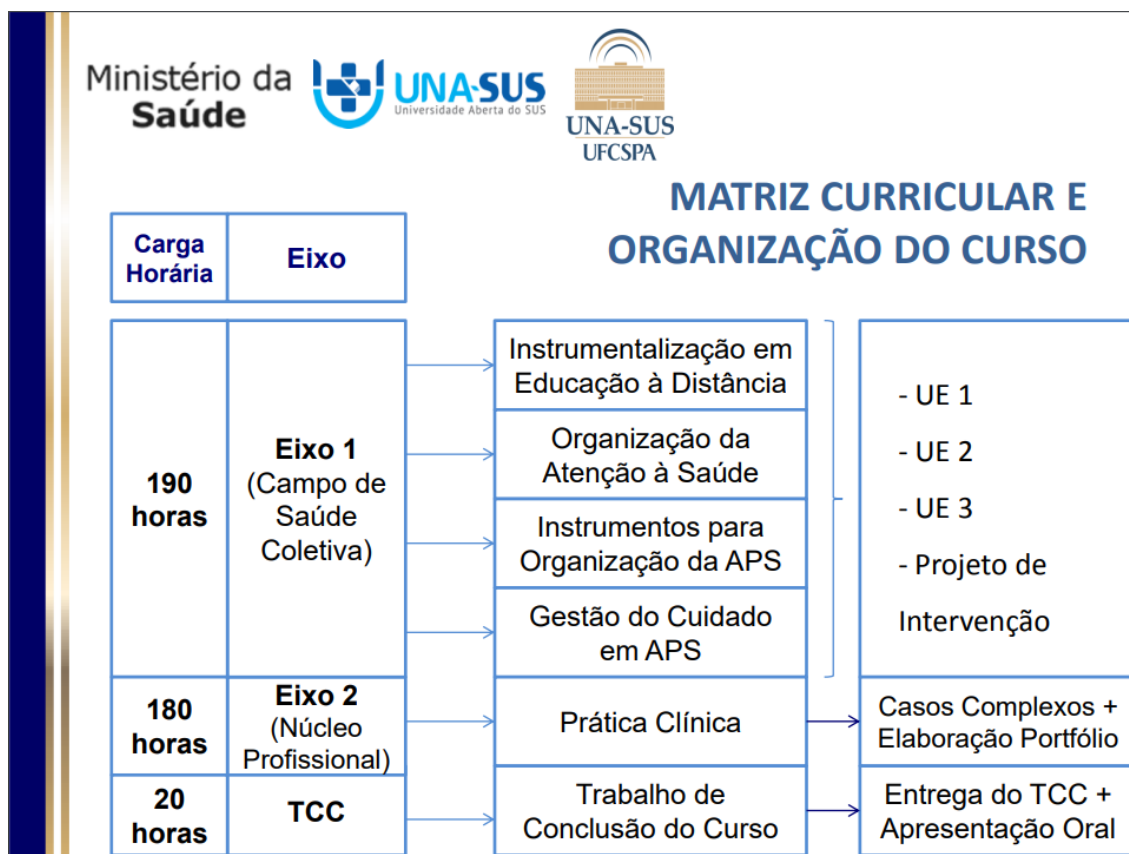 Ministério da
Saúde
UNA-SUS
Universidade Aberta do SUS
UNA-SUS
UFCSPA
MATRIZ CURRICULAR E
ORGANIZAÇÃO DO CURSO
Carga
Horária
Eixo
190
horas
Eixo 1
(Campo de
Saúde
Coletiva)
Instrumentalização em
Educação à Distância
Organização da
Atenção à Saúde
Instrumentos para
Organização da APS
Gestão do Cuidado
em APS
- UE 1
- UE 2
- UE 3
- Projeto de
Intervenção
180
horas
Eixo 2
(Núcleo
Profissional)
Prática Clínica
Casos Complexos +
Elaboração Portfólio
20
horas
TCC
Trabalho de
Conclusão do Curso
Entrega do TCC +
Apresentação Oral